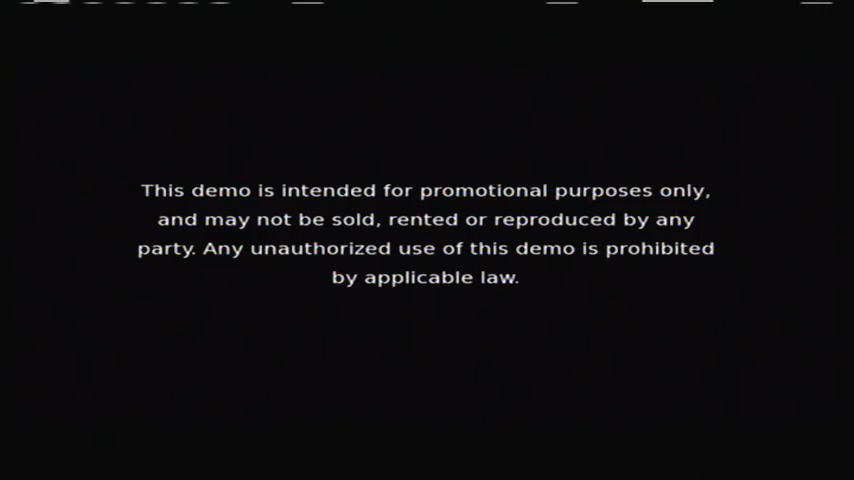 This demo is intended for promotional purposes only,
and may not be sold, rented or reproduced by any
party. Any unauthorized use of this demo is prohibited
by applicable law.